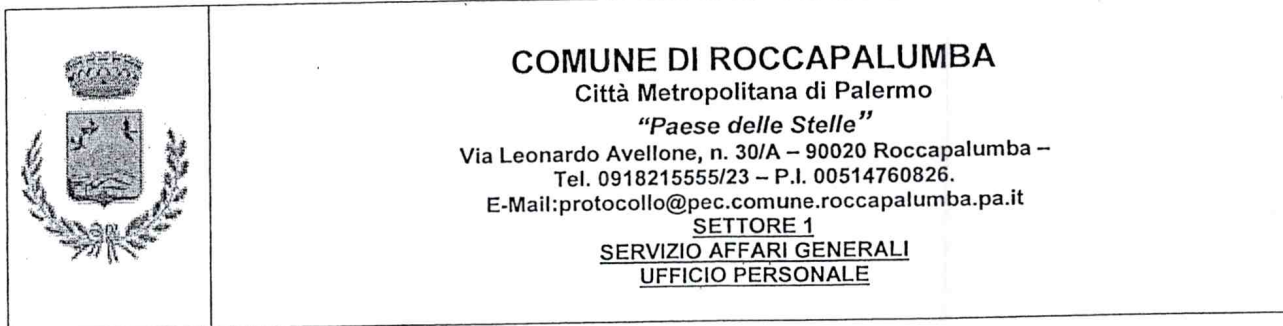 COMUNE DI ROCCAPALUMBA
Città Metropolitana di Palermo
“Paese delle Stelle”
Via Leonardo Avellone, n. 30/A – 90020 Roccapalumba –
Tel. 0918215555/23 – P.I. 00514760826.
E-Mail:protocollo@pec.comune.roccapalumba.pa.it
SETTORE 1
SERVIZIO AFFARI GENERALI
UFFICIO PERSONALE